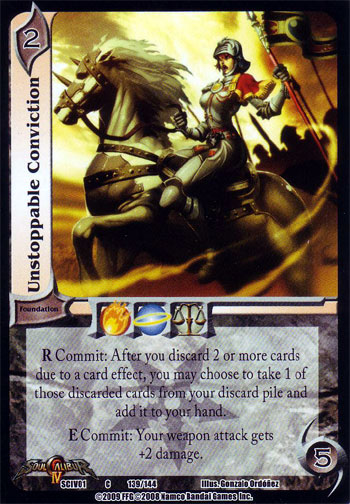 2
Unstoppable Conviction
Foundation
R Commit: After you discard 2 or more cards
due to a card effect, you may choose to take 1 of
those discarded cards from your discard pile and
add it to your hand.
E Commit: Your weapon attack gets
+2 damage.
5
SOULCALIBUR
IV
SCIV01 C 139/144 Illus. Gonzalo Ordóñez
©2008 FFG ©2008 Namco Bandai Games Inc.